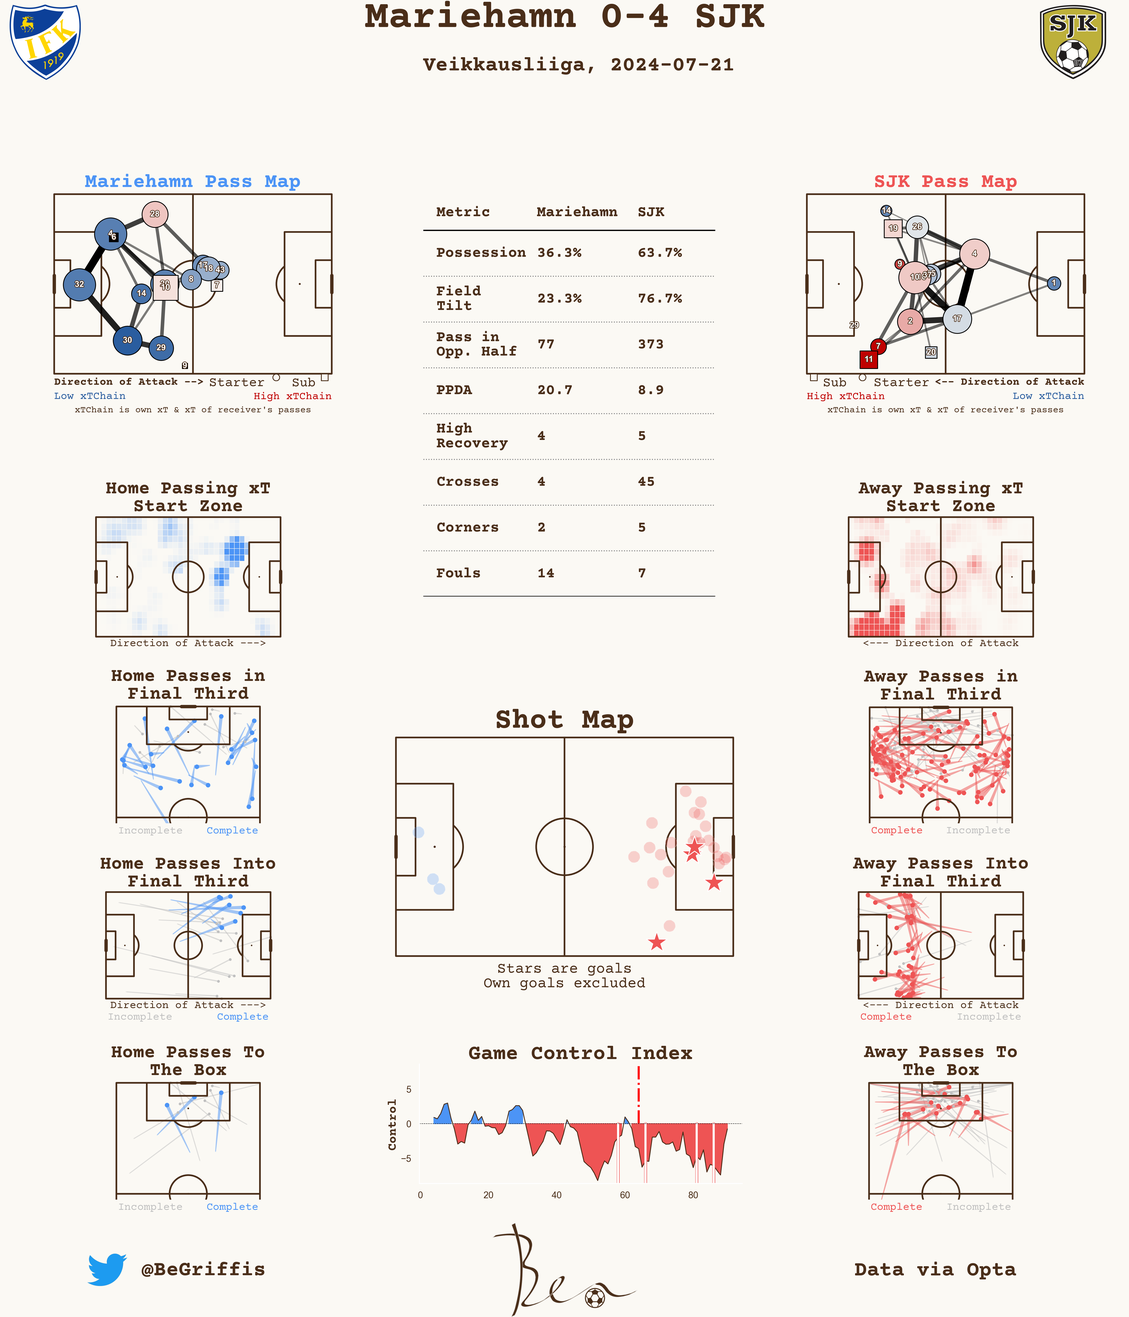 Mariehamn 0-4 SJK
Veikkausliiga, 2024-07-21
IFK
1919
SJK
Mariehamn Pass Map
28
32
14
8
18
43
7
10
30
29
9
Direction of Attack --> Starter Sub
Low xTChain High xTChain
xTChain is own xT & xT of receiver's passes
Metric Mariehamn SJK
Possession 36.3% 63.7%
Field
Tilt 23.3% 76.7%
Pass in
Opp. Half 77 373
PPDA 20.7 8.9
High
Recovery 4 5
Crosses 4 45
Corners 2 5
Fouls 14 7
SJK Pass Map
14
19
26
4
9
1
2
17
29
7
20
11
Sub Starter <-- Direction of Attack
High xTChain Low xTChain
xTChain is own xT & xT of receiver's passes
Home Passing xT
Start Zone
Direction of Attack --->
Away Passing xT
Start Zone
<--- Direction of Attack
Home Passes in
Final Third
Incomplete Complete
Away Passes in
Final Third
Complete Incomplete
Shot Map
Stars are goals
Own goals excluded
Home Passes Into
Final Third
Direction of Attack --->
Incomplete Complete
Away Passes Into
Final Third
<--- Direction of Attack
Complete Incomplete
Home Passes To
The Box
Incomplete Complete
Game Control Index
Control
5
0
−5
0 20 40 60 80
Away Passes To
The Box
Complete Incomplete
@BeGriffis
Ben
Data via Opta